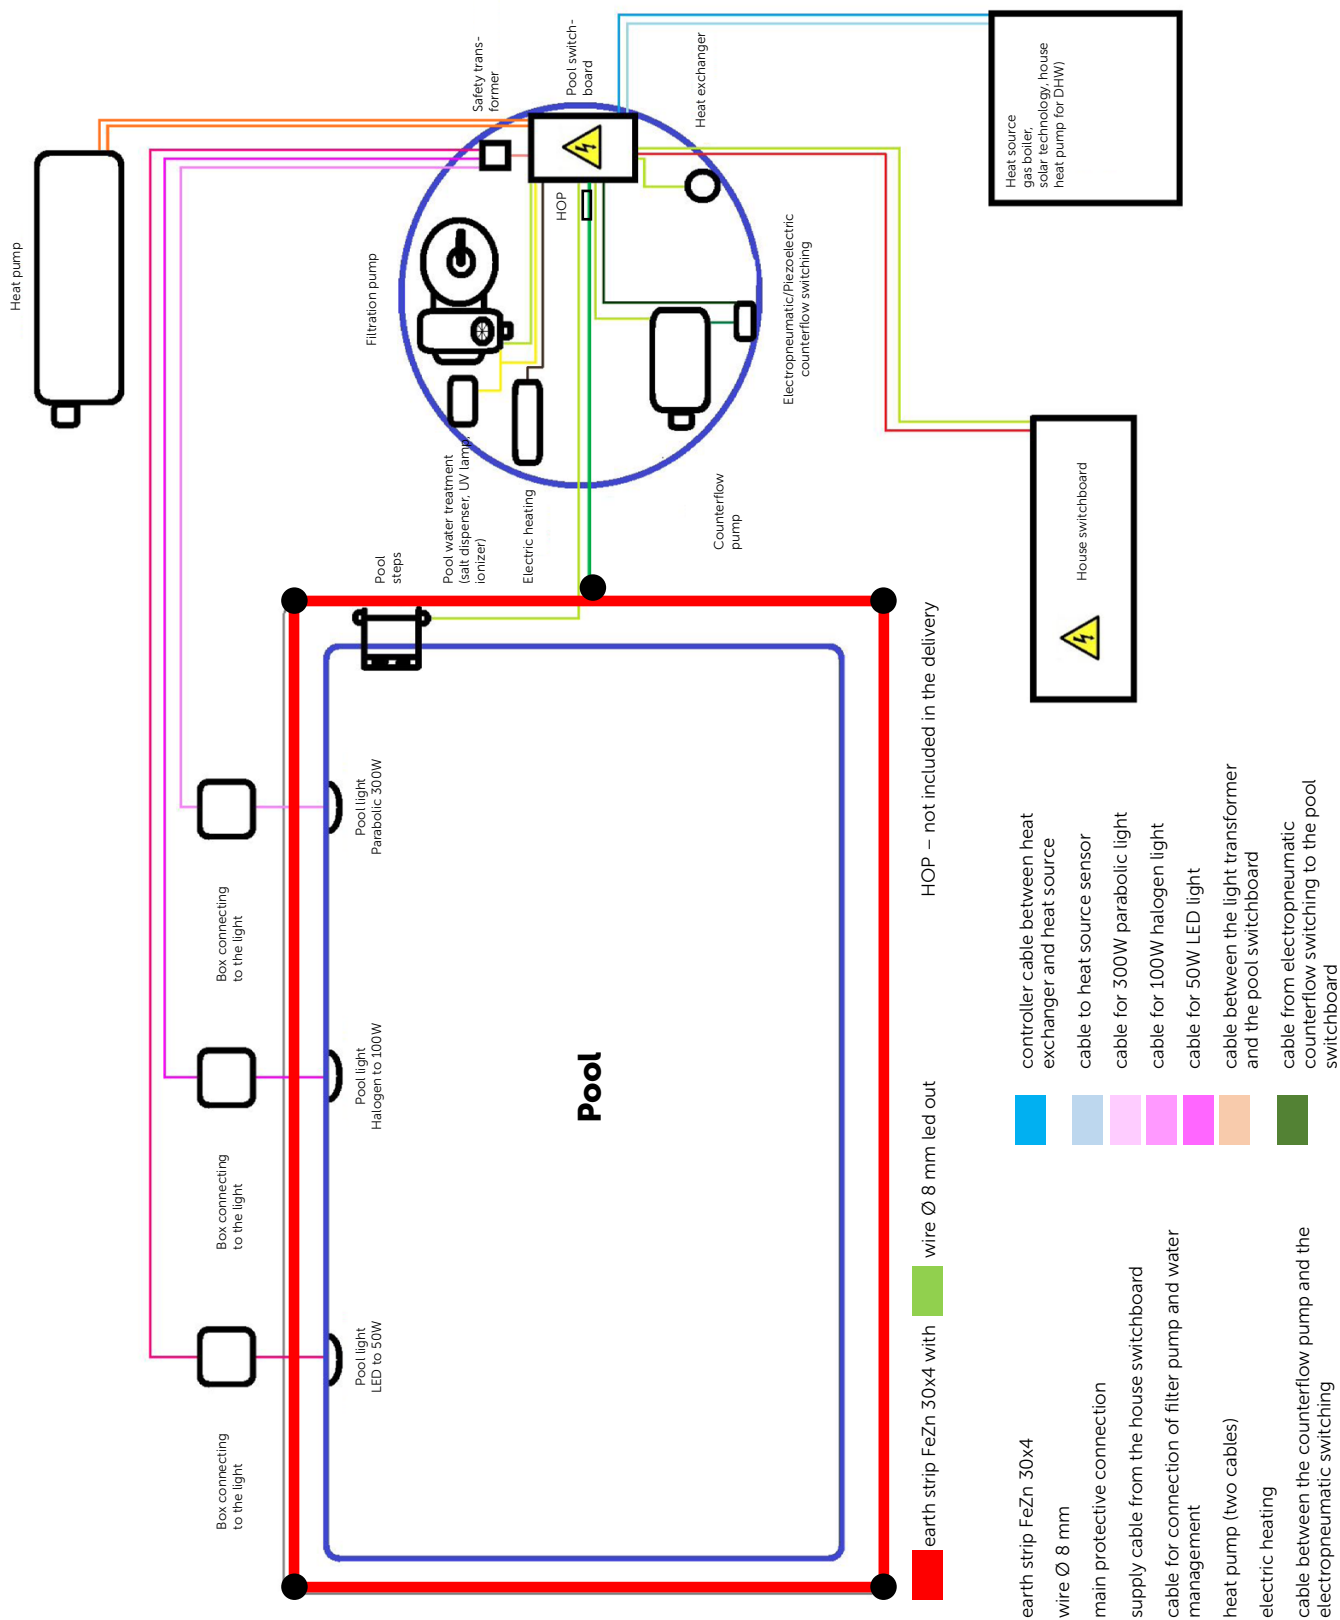 Heat pump
Safety trans-
former
Pool switch-
board
Heat exchanger
Heat source
gas boiler,
solar technology, house
heat pump for DHW)
Filtration pump
HOP
Electropneumatic/Piezoelectric
counterflow switching
Pool water treatment
(salt dispenser, UV lamp,
ionizer)
Electric heating
Counterflow
pump
House switchboard
Pool
steps
Pool light
Parabolic 300W
Box connecting
to the light
Pool light
Halogen to 100W
Box connecting
to the light
Pool light
LED to 50W
Box connecting
to the light
Pool
earth strip FeZn 30x4 with
wire Ø 8 mm led out
HOP – not included in the delivery
earth strip FeZn 30x4
wire Ø 8 mm
main protective connection
supply cable from the house switchboard
cable for connection of filter pump and water
management
heat pump (two cables)
electric heating
cable between the counterflow pump and the
electropneumatic switching
controller cable between heat
exchanger and heat source
cable to heat source sensor
cable for 300W parabolic light
cable for 100W halogen light
cable for 50W LED light
cable between the light transformer
and the pool switchboard
cable from electropneumatic
counterflow switching to the pool
switchboard